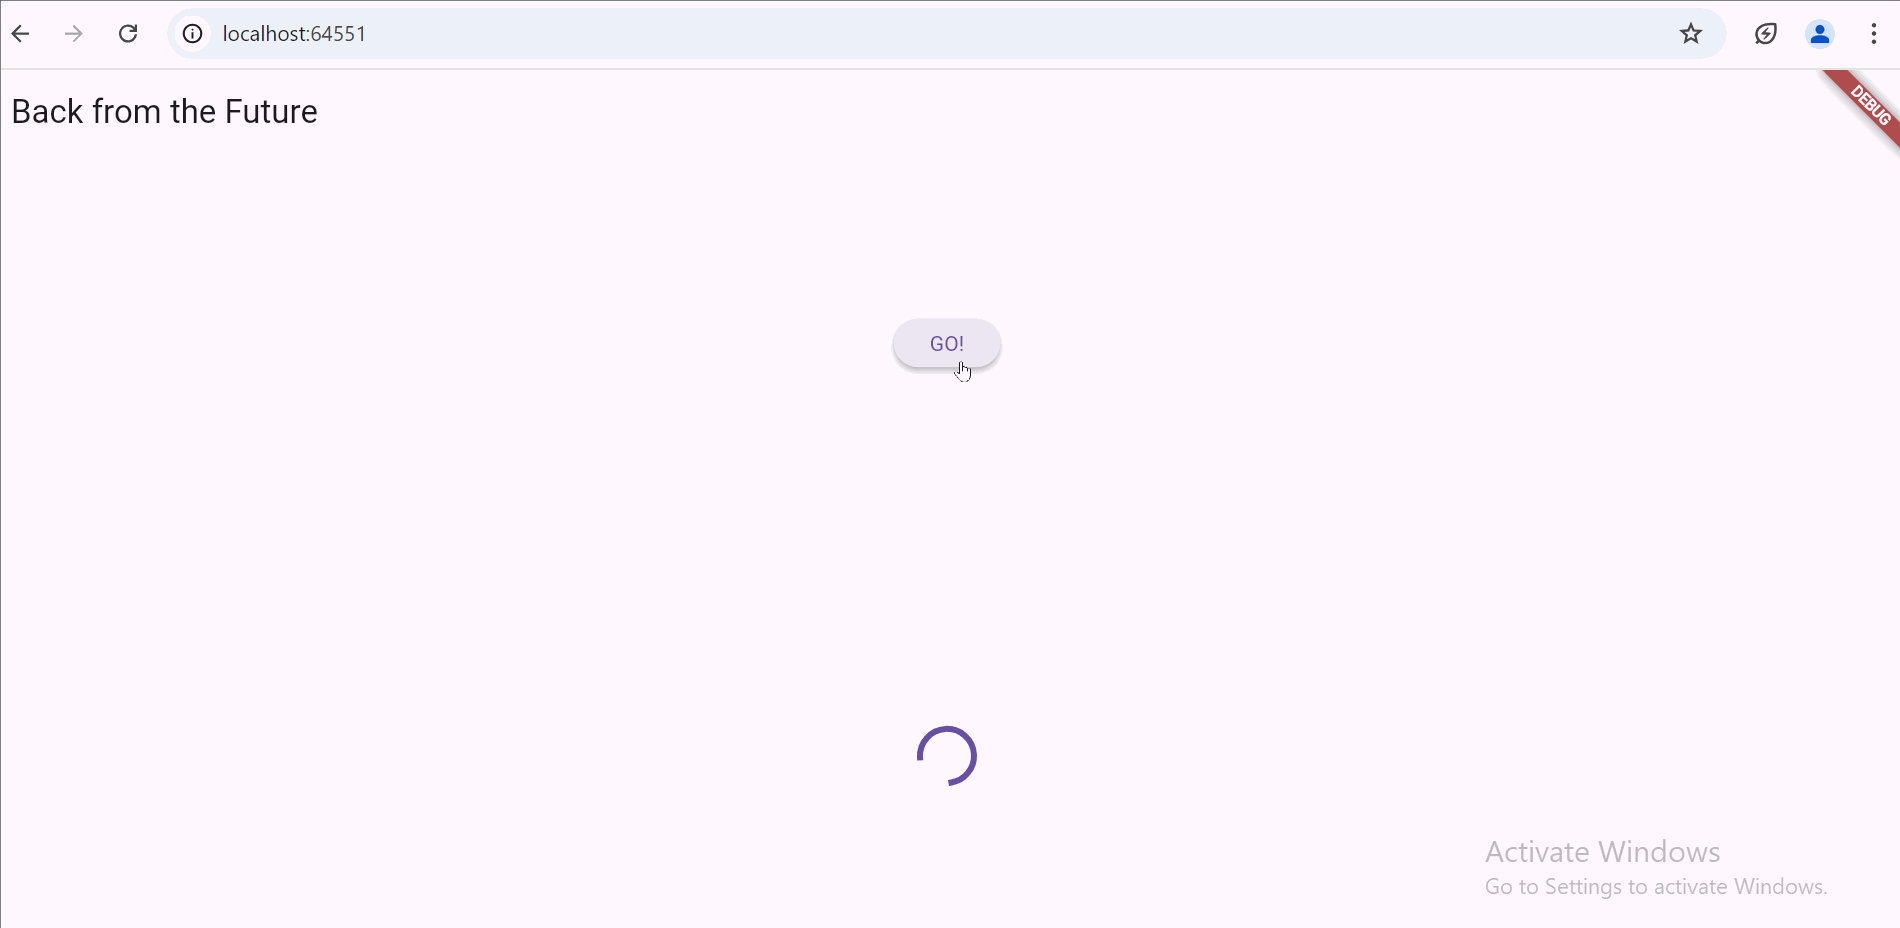 localhost:64551
Back from the Future
DEBUG
GO!
Activate Windows
Go to Settings to activate Windows.